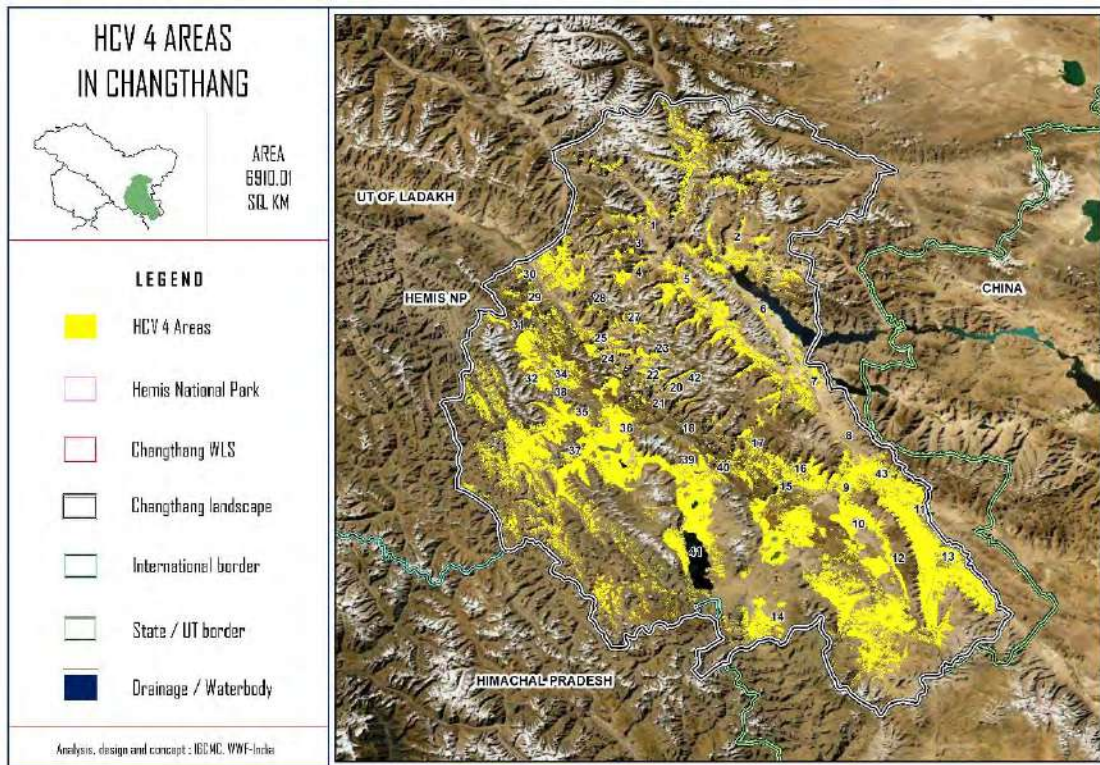 HCV 4 AREAS
IN CHANGTHANG
AREA
6910.01
SQ. KM
LEGEND
HCV 4 Areas
Hemis National Park
Changthang WLS
Changthang landscape
International border
State / UT border
Drainage / Waterbody
Analysis, design and concept : IGCMC, WWF-India
UT OF LADAKH
HEMIS NP
CHINA
HIMACHAL PRADESH
1
2
3
4
5
6
30
29
28
27
31
25
24
23
22
42
20
21
7
32
34
38
35
36
37
18
17
8
39
40
16
15
43
9
10
11
12
13
41
14